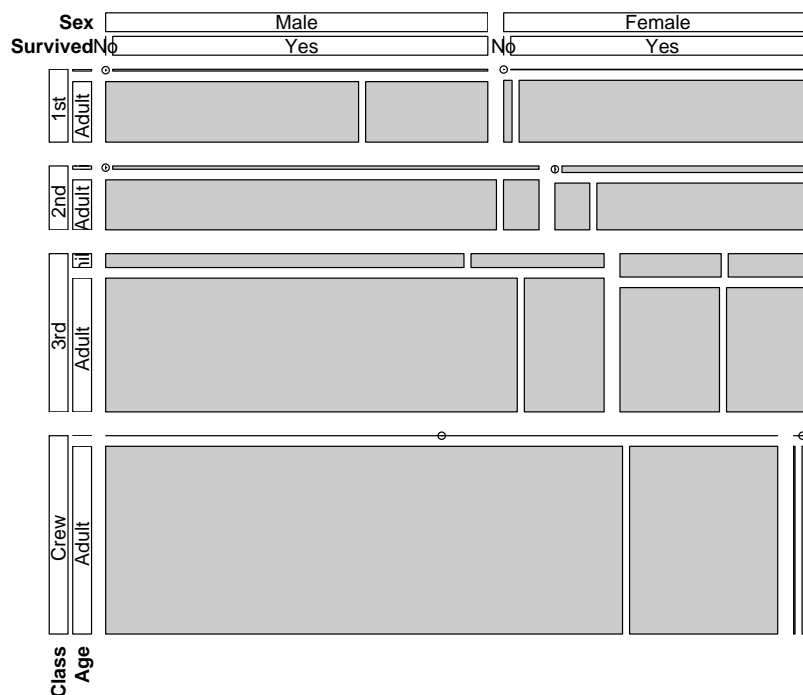 Sex Male Female
Survived No Yes No Yes
1st Adult
2nd Adult
3rd Adult
Crew Adult
Class Age